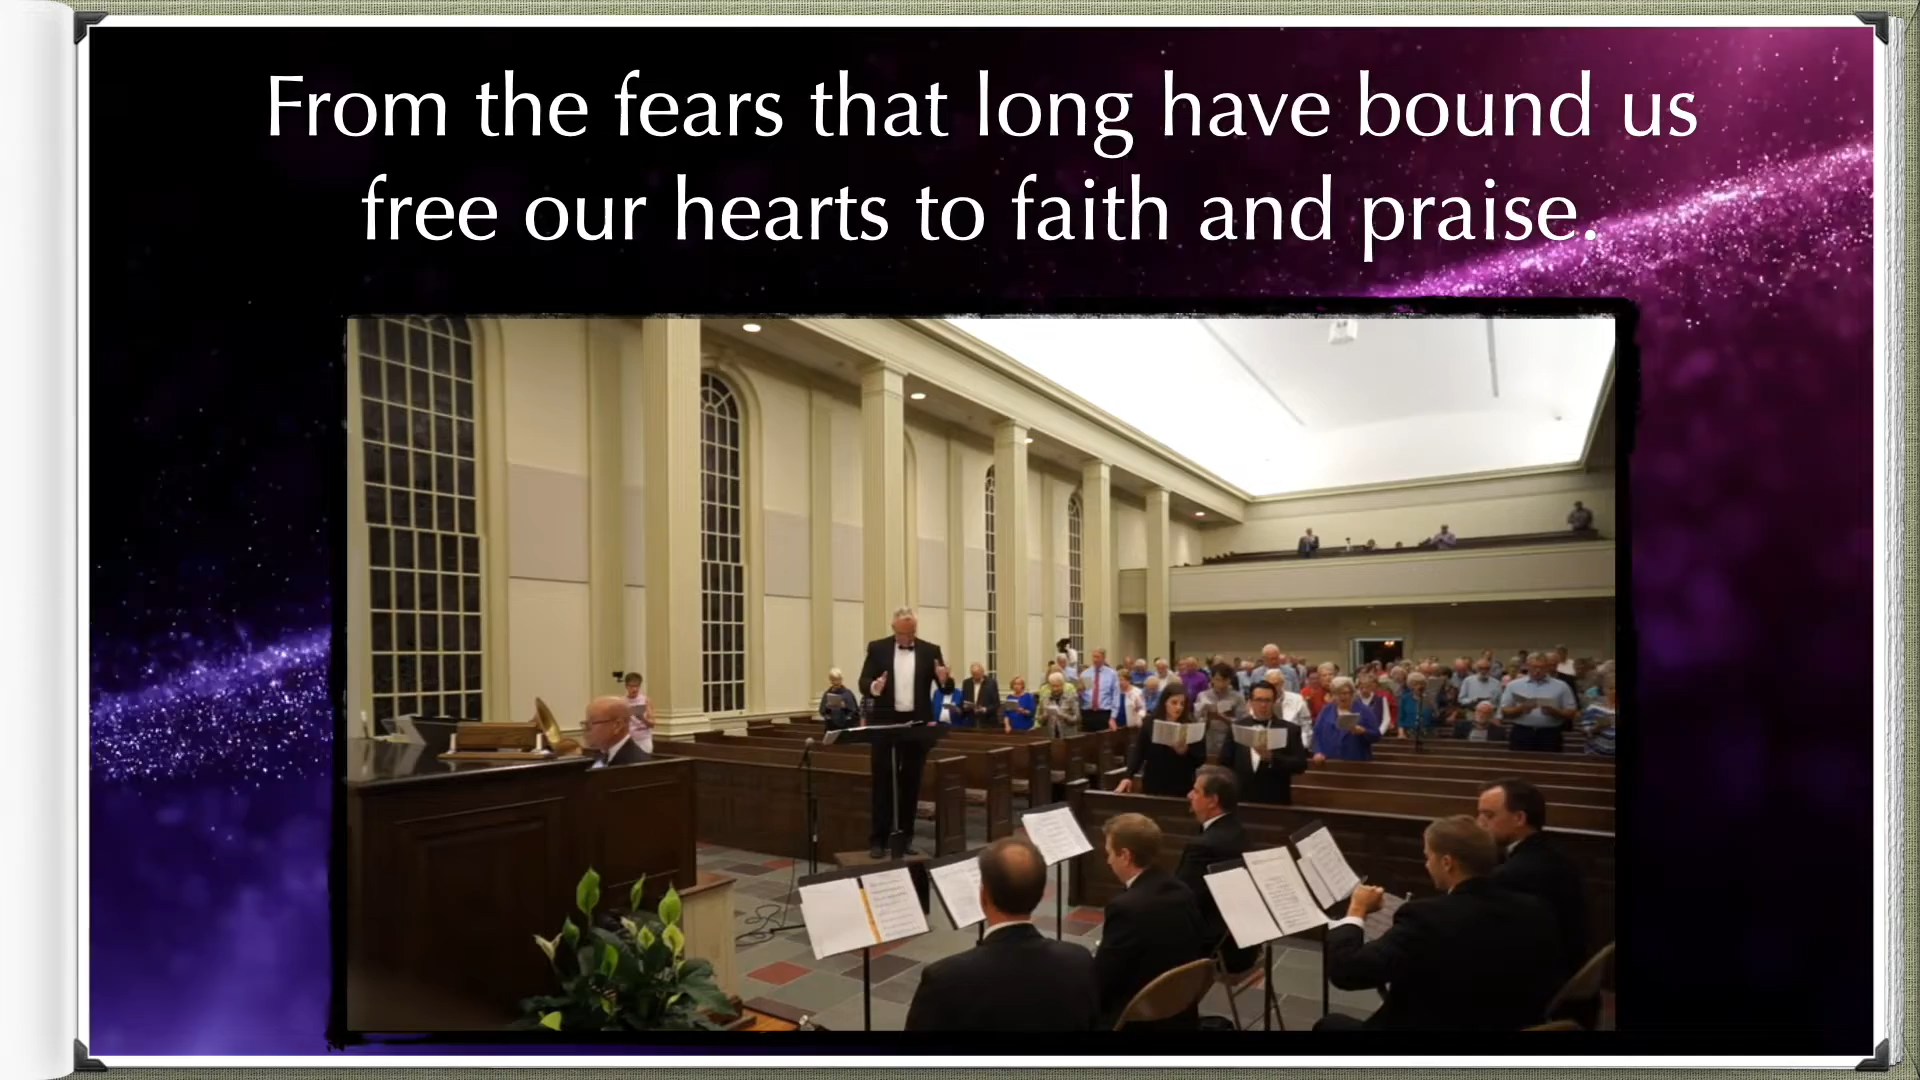 From the fears that long have bound us
free our hearts to faith and praise.